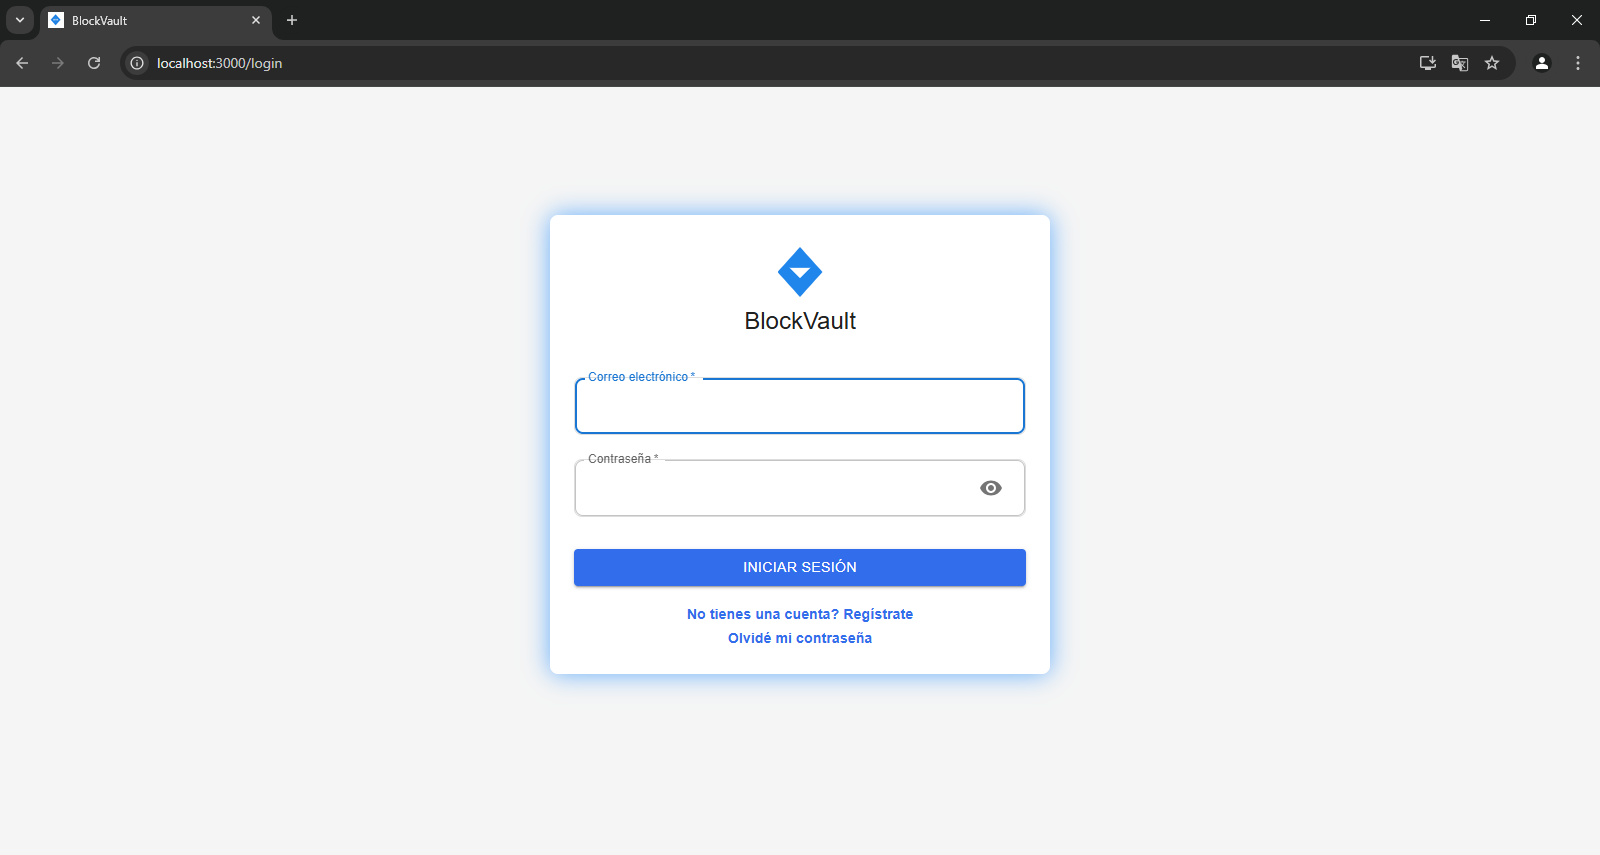 BlockVault
localhost:3000/login
BlockVault
Correo electrónico *
Contraseña *
INICIAR SESIÓN
No tienes una cuenta? Regístrate
Olvidé mi contraseña